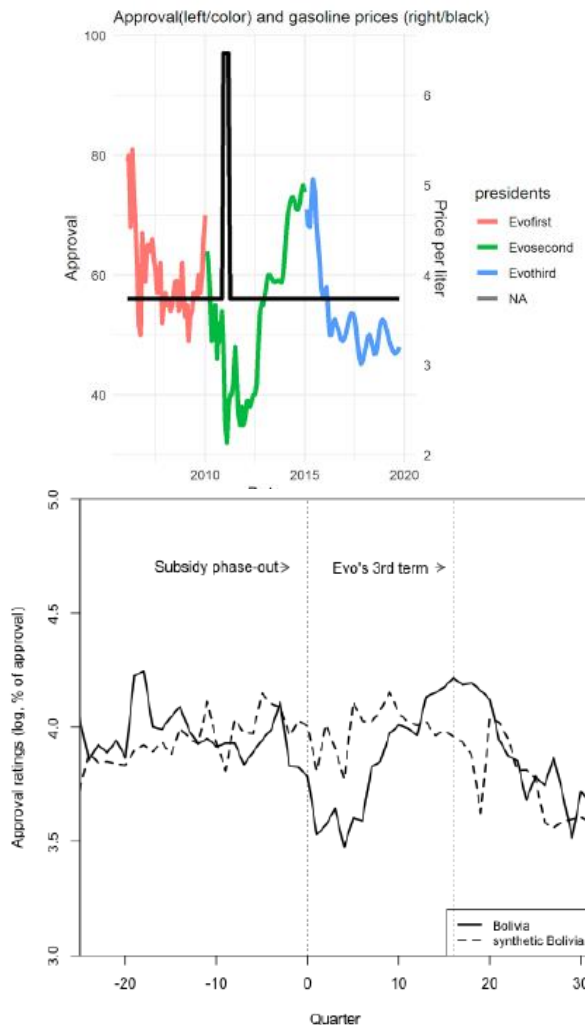 Approval(left/color) and gasoline prices (right/black)
100
80
60
40
Approval
6
5
4
3
2
Price per liter
2010 2015 2020
presidents
Evofirst
Evosecond
Evothird
NA
5.0
4.5
4.0
3.5
3.0
Approval ratings (log, % of approval)
Subsidy phase-out
Evo's 3rd term
Bolivia
synthetic Bolivia
-20 -10 0 10 20 30
Quarter